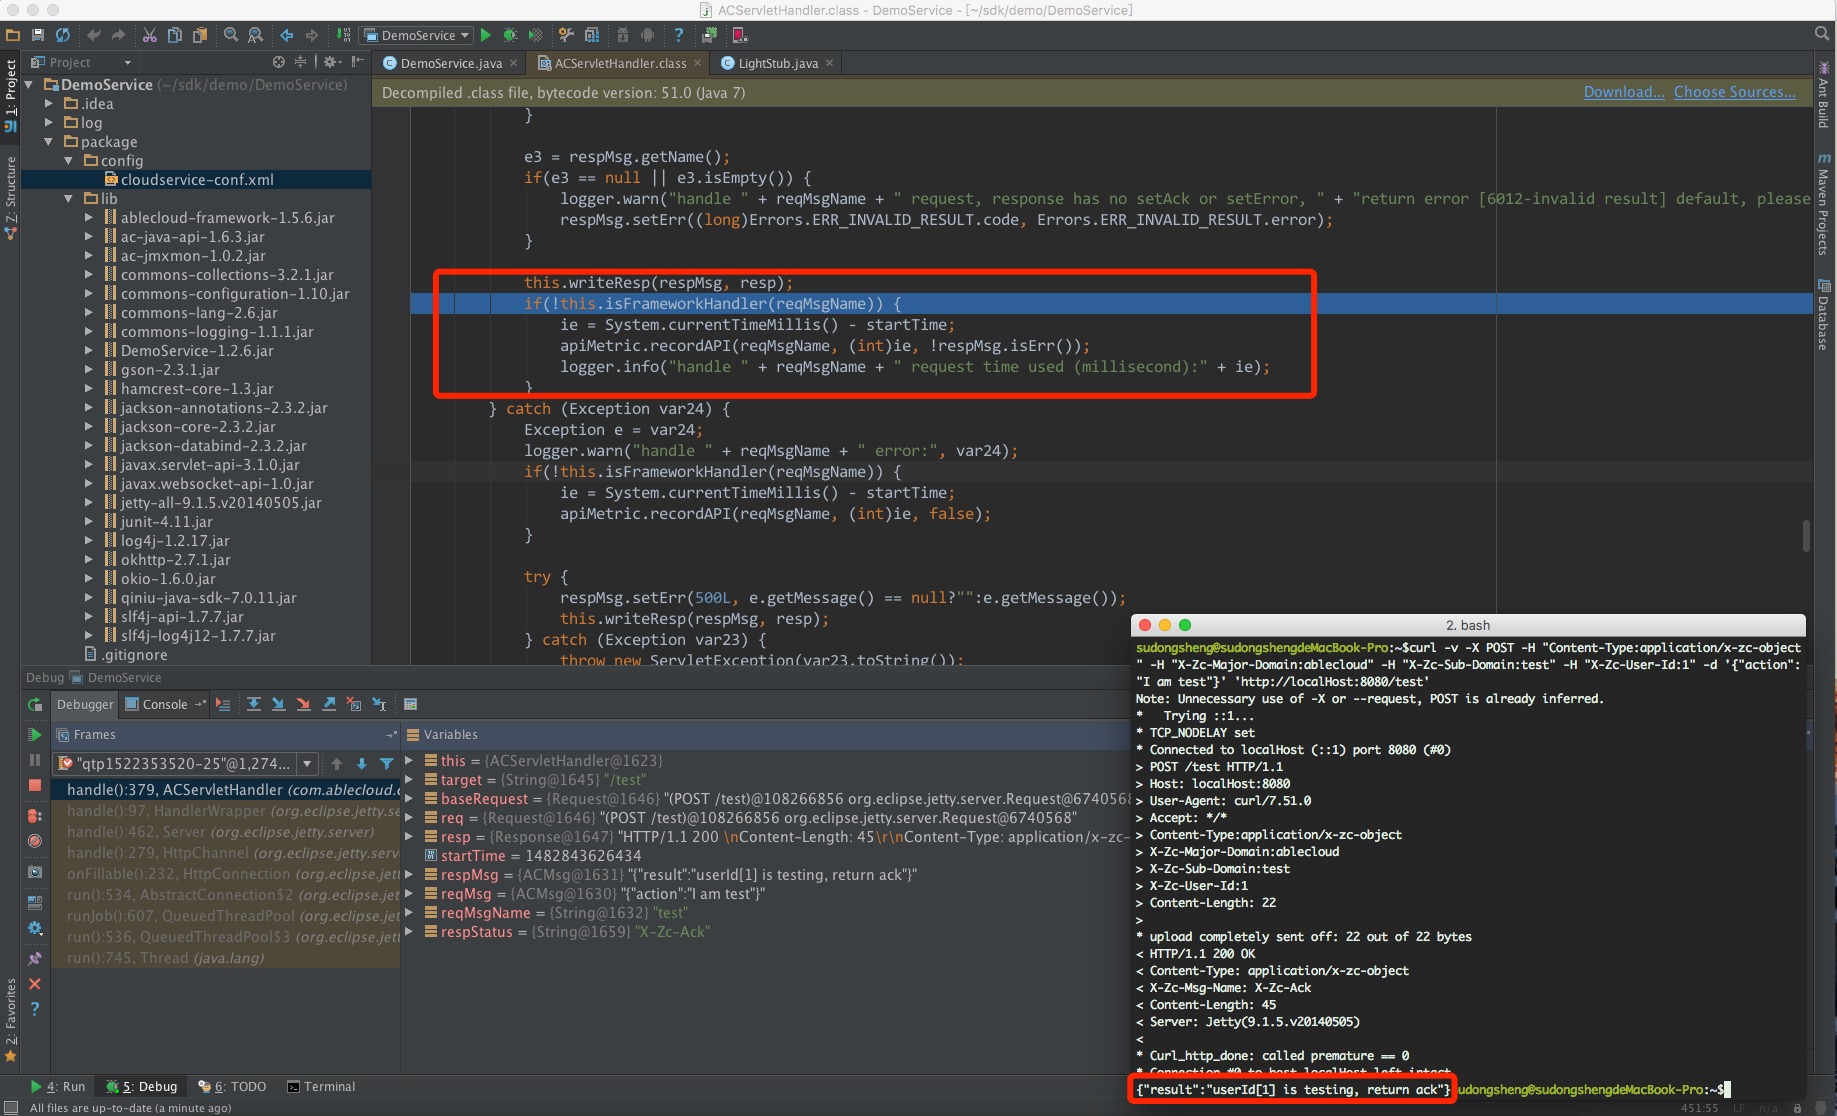 ACServletHandler.class - DemoService - [~/sdk/demo/DemoService]
DemoService
Project
DemoService.java
ACServletHandler.class
LightStub.java
DemoService (~/sdk/demo/DemoService)
Decompiled .class file, bytecode version: 51.0 (Java 7)
Download...
Choose Sources...
1: Project
Z: Structure
2: Favorites
Ant Build
Maven Projects
Database
.idea
log
package
config
cloudservice-conf.xml
lib
ablecloud-framework-1.5.6.jar
ac-java-api-1.6.3.jar
ac-jmxmon-1.0.2.jar
commons-collections-3.2.1.jar
commons-configuration-1.10.jar
commons-lang-2.6.jar
commons-logging-1.1.1.jar
DemoService-1.2.6.jar
gson-2.3.1.jar
hamcrest-core-1.3.jar
jackson-annotations-2.3.2.jar
jackson-core-2.3.2.jar
jackson-databind-2.3.2.jar
javax.servlet-api-3.1.0.jar
javax.websocket-api-1.0.jar
jetty-all-9.1.5.v20140505.jar
junit-4.11.jar
log4j-1.2.17.jar
okhttp-2.7.1.jar
okio-1.6.0.jar
qiniu-java-sdk-7.0.11.jar
slf4j-api-1.7.7.jar
slf4j-log4j12-1.7.7.jar
.gitignore
}
e3 = respMsg.getName();
if(e3 == null || e3.isEmpty()) {
logger.warn("handle " + reqMsgName + " request, response has no setAck or setError, " + "return error [6012-invalid result] default, please
respMsg.setErr((long)Errors.ERR_INVALID_RESULT.code, Errors.ERR_INVALID_RESULT.error);
}
this.writeResp(respMsg, resp);
if(!this.isFrameworkHandler(reqMsgName)) {
ie = System.currentTimeMillis() - startTime;
apiMetric.recordAPI(reqMsgName, (int)ie, !respMsg.isErr());
logger.info("handle " + reqMsgName + " request time used (millisecond):" + ie);
}
} catch (Exception var24) {
Exception e = var24;
logger.warn("handle " + reqMsgName + " error:", var24);
if(!this.isFrameworkHandler(reqMsgName)) {
ie = System.currentTimeMillis() - startTime;
apiMetric.recordAPI(reqMsgName, (int)ie, false);
}
try {
respMsg.setErr(500L, e.getMessage() == null?"":e.getMessage());
this.writeResp(respMsg, resp);
} catch (Exception var23) {
throw new ServletException(var23.toString());
Debug DemoService
Debugger
Console
Frames
Variables
"qtp1522353520-25"@1,274...
handle():379, ACServletHandler (com.ablecloud.c
handle():97, HandlerWrapper (org.eclipse.jetty.se
handle():462, Server (org.eclipse.jetty.server)
handle():279, HttpChannel (org.eclipse.jetty.serv
onFillable():232, HttpConnection (org.eclipse.jett
run():534, AbstractConnection$2 (org.eclipse.jett
runJob():607, QueuedThreadPool (org.eclipse.jett
run():536, QueuedThreadPool$3 (org.eclipse.jett
run():745, Thread (java.lang)
this = {ACServletHandler@1623}
target = {String@1645} "/test"
baseRequest = {Request@1646} "(POST /test)@108266856 org.eclipse.jetty.server.Request@6740568
req = {Request@1646} "(POST /test)@108266856 org.eclipse.jetty.server.Request@6740568"
resp = {Response@1647} "HTTP/1.1 200 \nContent-Length: 45\r\nContent-Type: application/x-zc-
startTime = 1482843626434
respMsg = {ACMsg@1631} "{"result":"userId[1] is testing, return ack"}"
reqMsg = {ACMsg@1630} "{"action":"I am test"}"
reqMsgName = {String@1632} "test"
respStatus = {String@1659} "X-Zc-Ack"
2. bash
sudongsheng@sudongshengdeMacBook-Pro:~$curl -v -X POST -H "Content-Type:application/x-zc-object
" -H "X-Zc-Major-Domain:ablecloud" -H "X-Zc-Sub-Domain:test" -H "X-Zc-User-Id:1" -d '{"action":
"I am test"}' 'http://localHost:8080/test'
Note: Unnecessary use of -X or --request, POST is already inferred.
* Trying ::1...
* TCP_NODELAY set
* Connected to localHost (::1) port 8080 (#0)
> POST /test HTTP/1.1
> Host: localHost:8080
> User-Agent: curl/7.51.0
> Accept: */*
> Content-Type:application/x-zc-object
> X-Zc-Major-Domain:ablecloud
> X-Zc-Sub-Domain:test
> X-Zc-User-Id:1
> Content-Length: 22
>
* upload completely sent off: 22 out of 22 bytes
< HTTP/1.1 200 OK
< Content-Type: application/x-zc-object
< X-Zc-Msg-Name: X-Zc-Ack
< Content-Length: 45
< Server: Jetty(9.1.5.v20140505)
<
* Curl_http_done: called premature == 0
* Connection #0 to host localHost left intact
{"result":"userId[1] is testing, return ack"}sudongsheng@sudongshengdeMacBook-Pro:~$
4: Run
5: Debug
6: TODO
Terminal
All files are up-to-date (a minute ago)
451:55 LF n/a